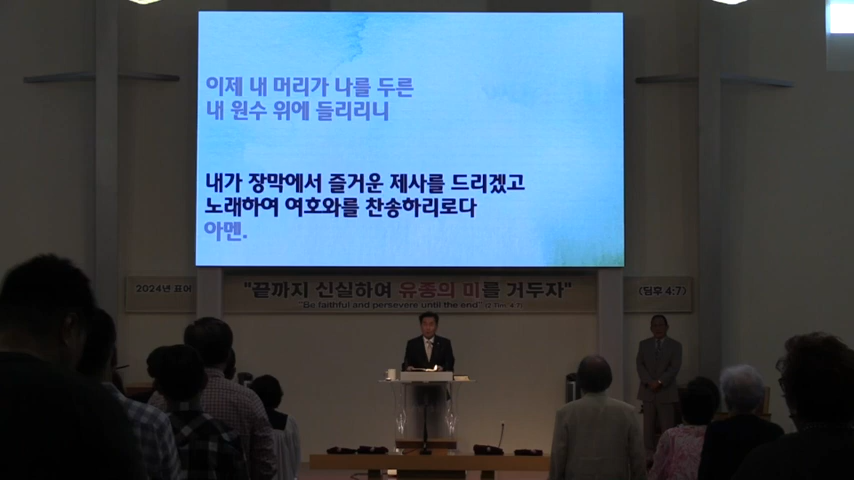 이제 내 머리가 나를 두른
내 원수 위에 들리리니
내가 장막에서 즐거운 제사를 드리겠고
노래하여 여호와를 찬송하리로다
아멘.
2024년 표어
"끝까지 신실하여 유종의 미를 거두자"
"Be faithful and persevere until the end" (2 Tim. 4:7)
(딤후 4:7)